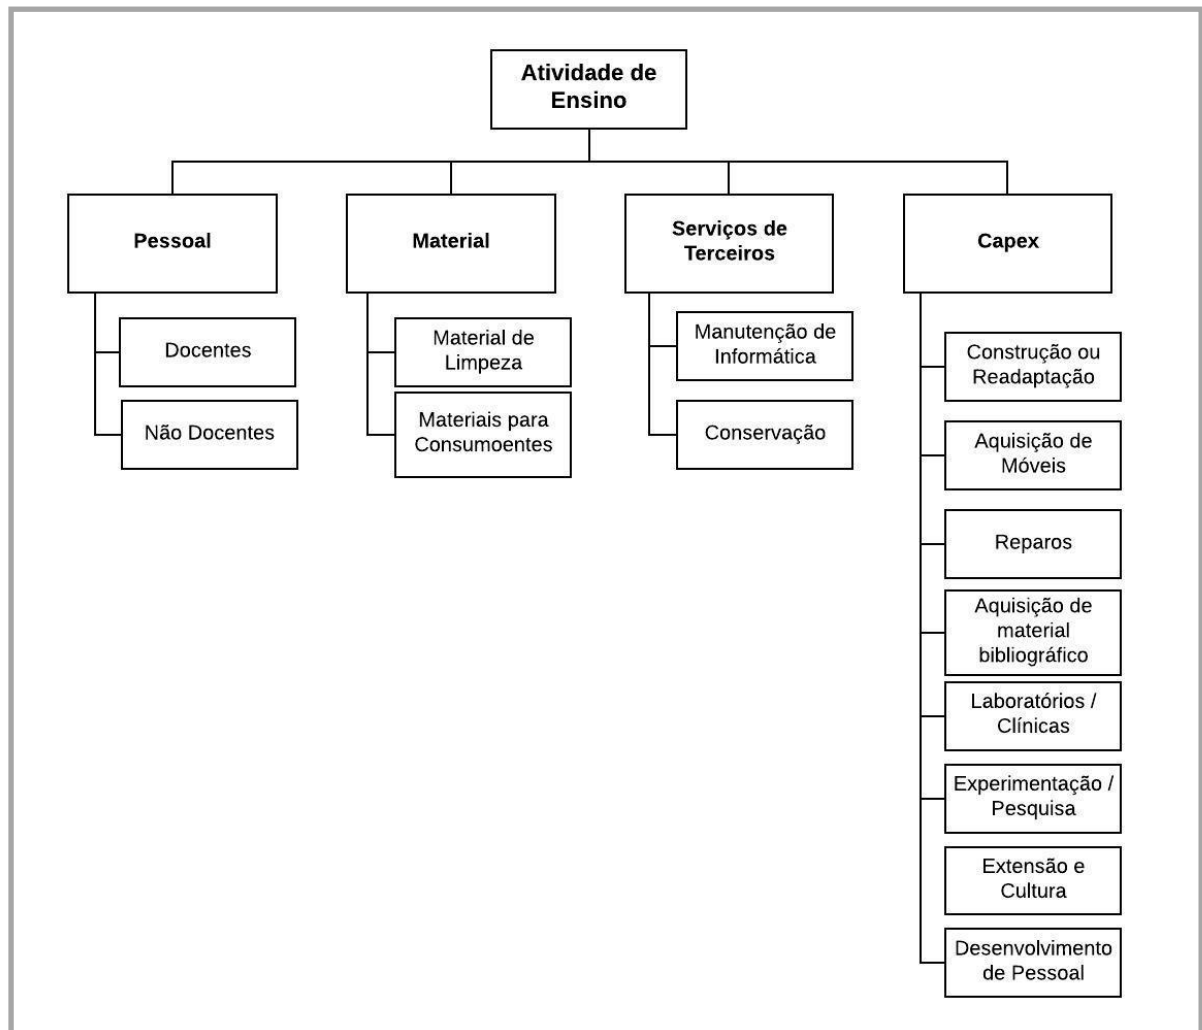 Atividade de
Ensino
Pessoal
Material
Serviços de
Terceiros
Capex
Docentes
Não Docentes
Material de
Limpeza
Materiais para
Consumoentes
Manutenção de
Informática
Conservação
Construção ou
Readaptação
Aquisição de
Móveis
Reparos
Aquisição de
material
bibliográfico
Laboratórios /
Clínicas
Experimentação /
Pesquisa
Extensão e
Cultura
Desenvolvimento
de Pessoal